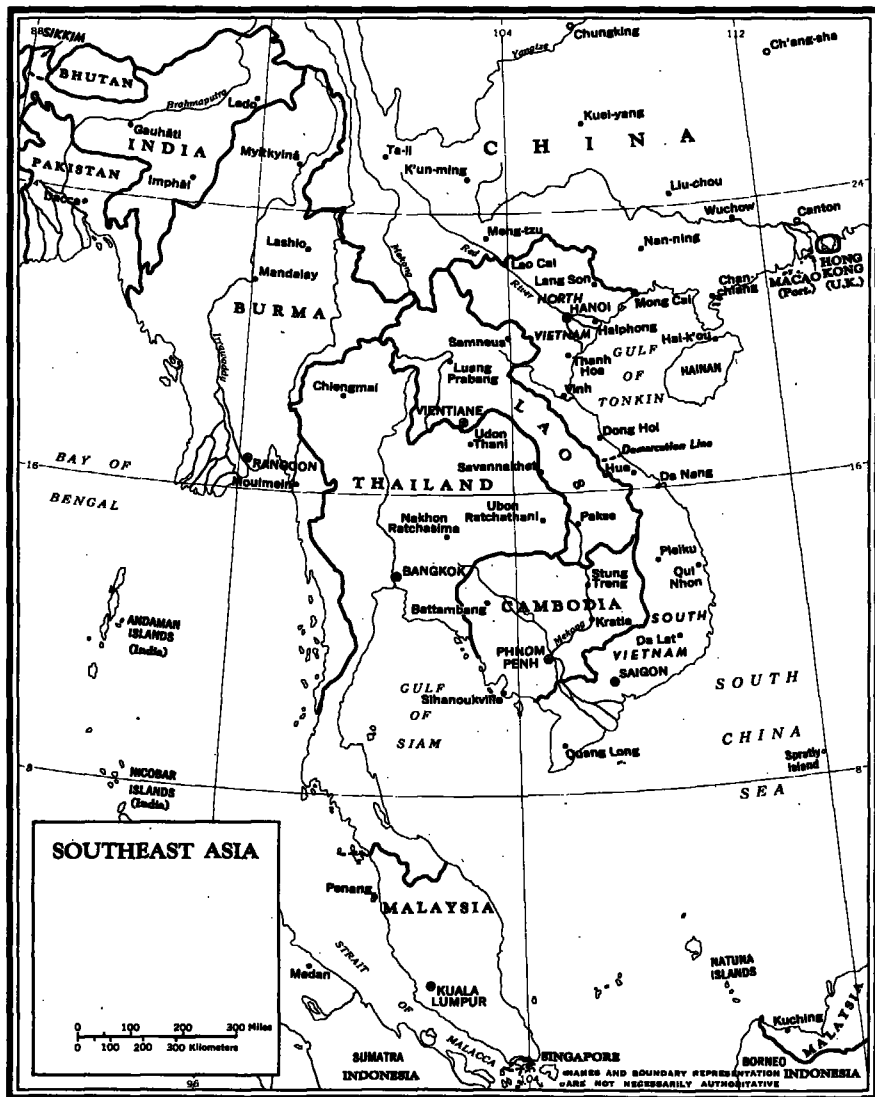 88
SIKKIM
104
Chungking
112
Yangtze
Ch'ang-sha
BHUTAN
Brahmaputra
Ledo
Kuei-yang
Gauhāti
INDIA
Myitkyinā
Ta-li
CHINA
PAKISTAN
Imphāl
K'un-ming
Liu-chou
24
24
Dacca
Wuchow
Canton
Meng-tzu
Nan-ning
Lashio
Mekong
Red
River
Lao Cai
HONG
KONG
(U.K.)
MACAO
(Port.)
Mandalay
Lang Son
Chan-
chiang
NORTH
HANOI
Mong Cai
BURMA
VIETNAM
Haiphong
Hai-k'ou
Irrawaddy
Samneua
Thanh
Hoa
GULF
OF
TONKIN
HAINAN
Luang
Prabang
Chiengmai
Vinh
VIENTIANE
LAOS
Udon
Thani
Dong Hoi
Demarcation Line
BAY OF
BENGAL
RANGOON
Savannakhet
Hue
16
16
Moulmein
THAILAND
Da Nang
Ubon
Ratchathani
Pakse
Nakhon
Ratchasima
Pleiku
BANGKOK
Stung
Treng
Qui
Nhon
Battambang
CAMBODIA
ANDAMAN
ISLANDS
(India)
Mekong
Kratie
SOUTH
VIETNAM
Da Lat
PHNOM
PENH
SAIGON
GULF
OF
SIAM
Sihanoukville
SOUTH
CHINA
SEA
Quang Long
Spratly
Island
NICOBAR
ISLANDS
(India)
8
8
SOUTHEAST ASIA
Penang
MALAYSIA
STRAIT
OF
MALACCA
Medan
NATUNA
ISLANDS
KUALA
LUMPUR
0 100 200 300 Miles
0 100 200 300 Kilometers
Kuching
MALAYSIA
SUMATRA
INDONESIA
SINGAPORE
BORNEO
INDONESIA
NAMES AND BOUNDARY REPRESENTATION
ARE NOT NECESSARILY AUTHORITATIVE
96